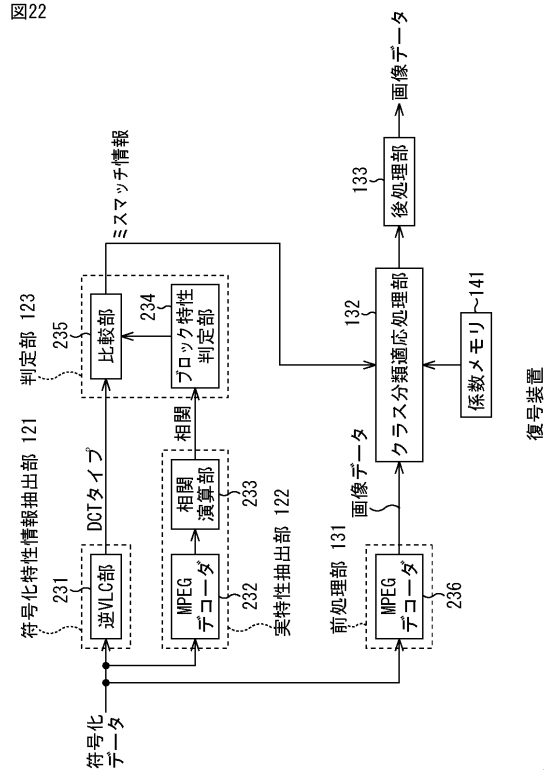 図22
符号化
データ
符号化特性情報抽出部 121
231
逆VLC部
DCTタイプ
判定部 123
235
比較部
ミスマッチ情報
234
ブロック特性
判定部
相関
相関
演算部
233
MPEG
デコーダ
232
実特性抽出部 122
前処理部 131
MPEG
デコーダ
236
画像データ
132
クラス分類適応処理部
133
後処理部
画像データ
141
係数メモリ
復号装置